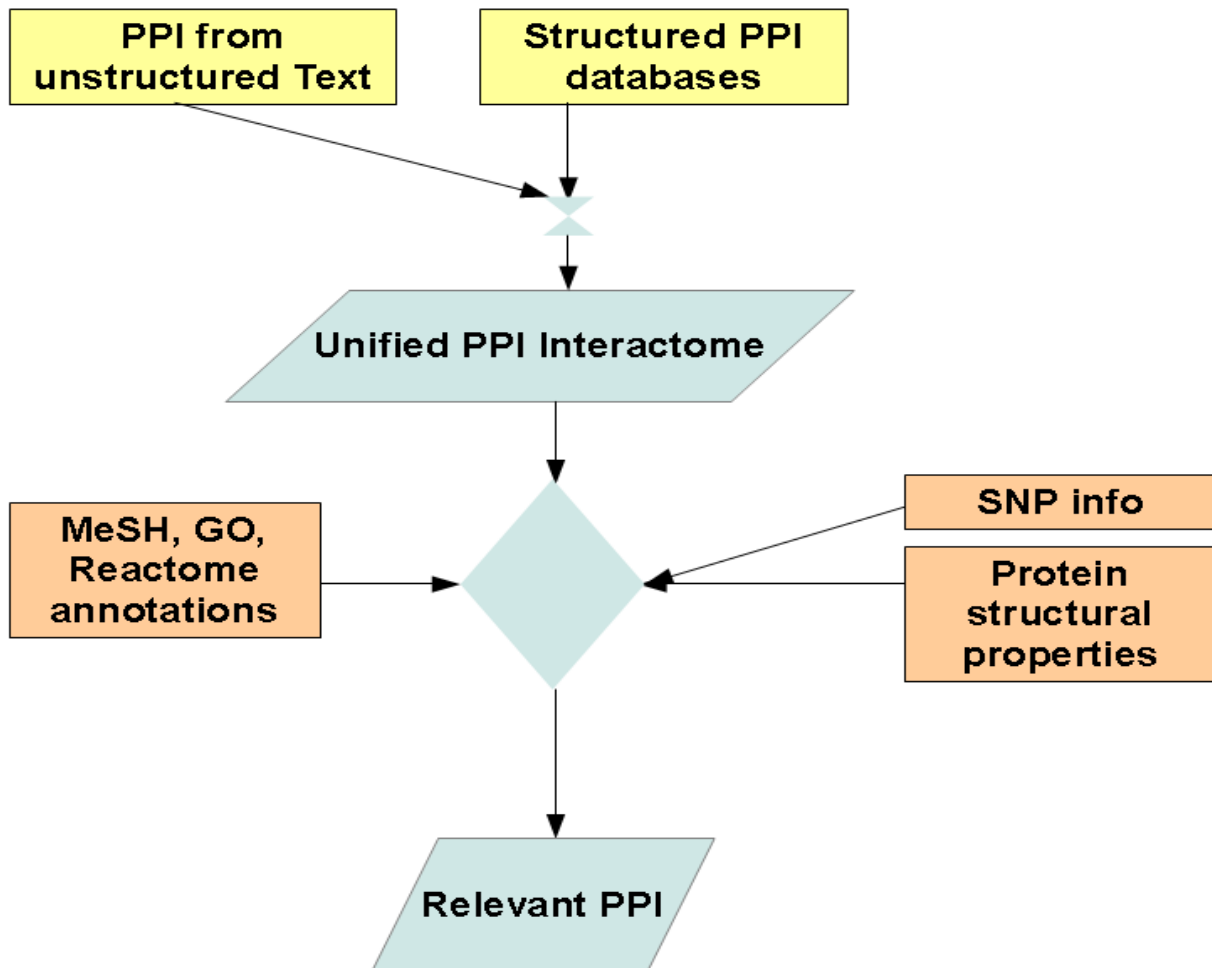 PPI from
unstructured Text
Structured PPI
databases
Unified PPI Interactome
MeSH, GO,
Reactome
annotations
SNP info
Protein
structural
properties
Relevant PPI